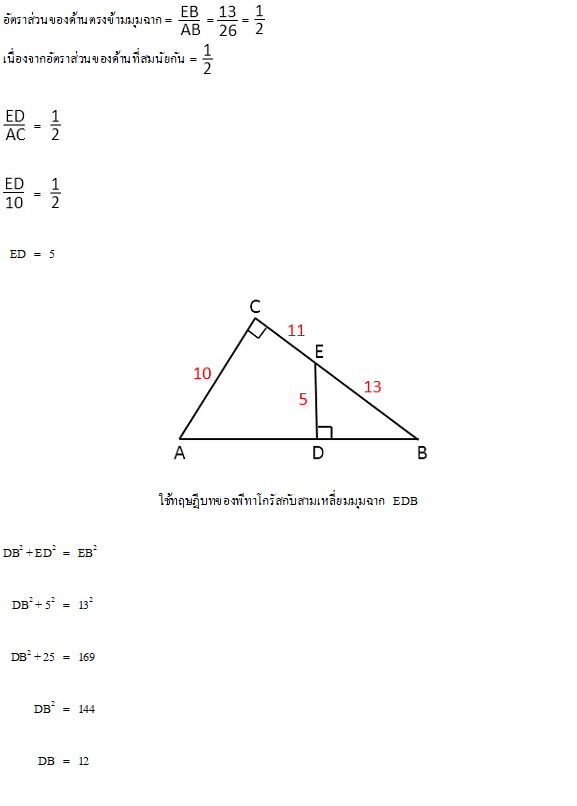 อัตราส่วนของด้านตรงข้ามมุมฉาก = EB/AB = 13/26 = 1/2
เนื่องจากอัตราส่วนของด้านที่สมนัยกัน = 1/2
ED/AC = 1/2
ED/10 = 1/2
ED = 5
C
11
E
10
13
5
A
D
B
ใช้ทฤษฎีบทของพีทาโกรัสกับสามเหลี่ยมมุมฉาก EDB
DB² + ED² = EB²
DB² + 5² = 13²
DB² + 25 = 169
DB² = 144
DB = 12